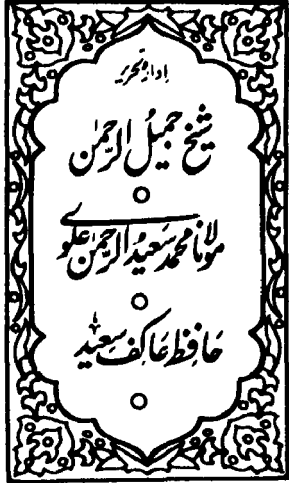 ادارۂ تحریر
شیخ جمیلُ الرحمٰن
مولانا محمد سعیدُ الرحمٰن علوی
حافظ عاکف سعید